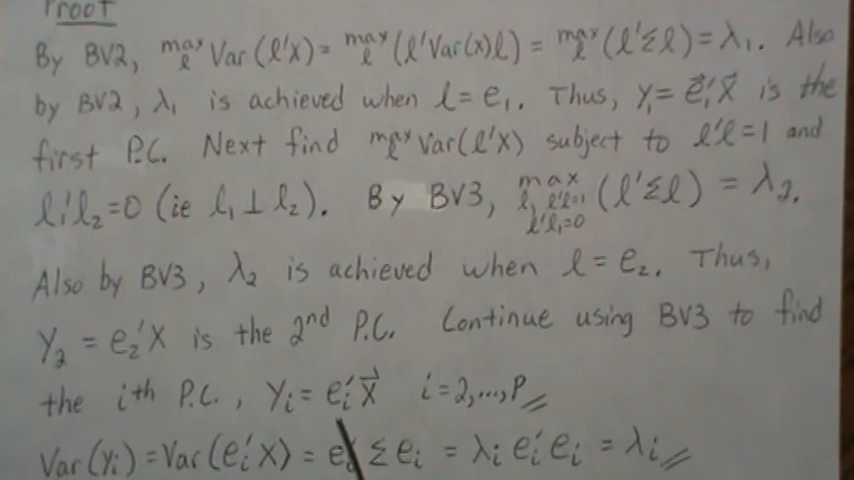 Proof
By BV2, max_l Var(l'X) = max_l (l'Var(x)l) = max_l (l'Σl) = λ₁. Also
by BV2, λ₁ is achieved when l = e₁. Thus, Y₁ = e⃗₁'X⃗ is the
first P.C. Next find max_l Var(l'X) subject to l'l=1 and
l₁'l₂=0 (ie l₁ ⊥ l₂). By BV3, max_{l, l'l=1, l'l₁=0} (l'Σl) = λ₂.
Also by BV3, λ₂ is achieved when l = e₂. Thus,
Y₂ = e₂'X is the 2nd P.C. Continue using BV3 to find
the ith P.C., Yᵢ = eᵢ'X⃗ i=2,...,P
Var(yᵢ) = Var(eᵢ'X) = eᵢ' Σ eᵢ = λᵢ eᵢ' eᵢ = λᵢ